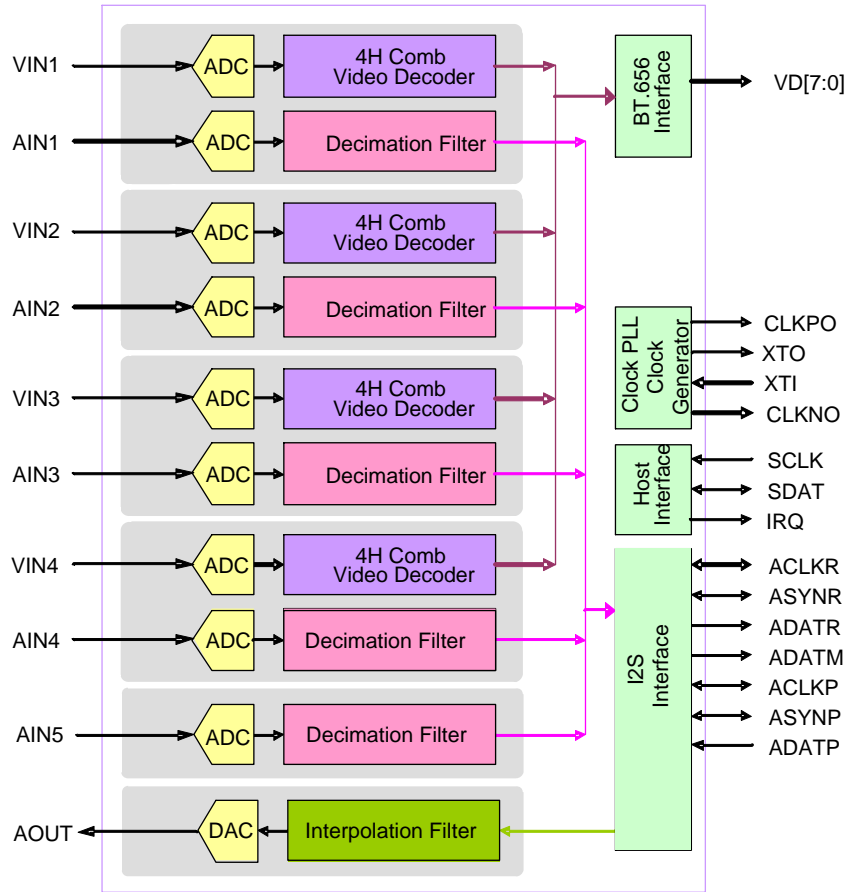 VIN1
ADC
4H Comb
Video Decoder
BT.656
Interface
VD[7:0]
AIN1
ADC
Decimation Filter
VIN2
ADC
4H Comb
Video Decoder
AIN2
ADC
Decimation Filter
Clock PLL
Clock
Generator
CLKPO
XTO
XTI
CLKNO
VIN3
ADC
4H Comb
Video Decoder
AIN3
ADC
Decimation Filter
Host
Interface
SCLK
SDAT
IRQ
VIN4
ADC
4H Comb
Video Decoder
AIN4
ADC
Decimation Filter
I2S
Interface
ACLKR
ASYNR
ADATR
ADATM
ACLKP
ASYNP
ADATP
AIN5
ADC
Decimation Filter
AOUT
DAC
Interpolation Filter